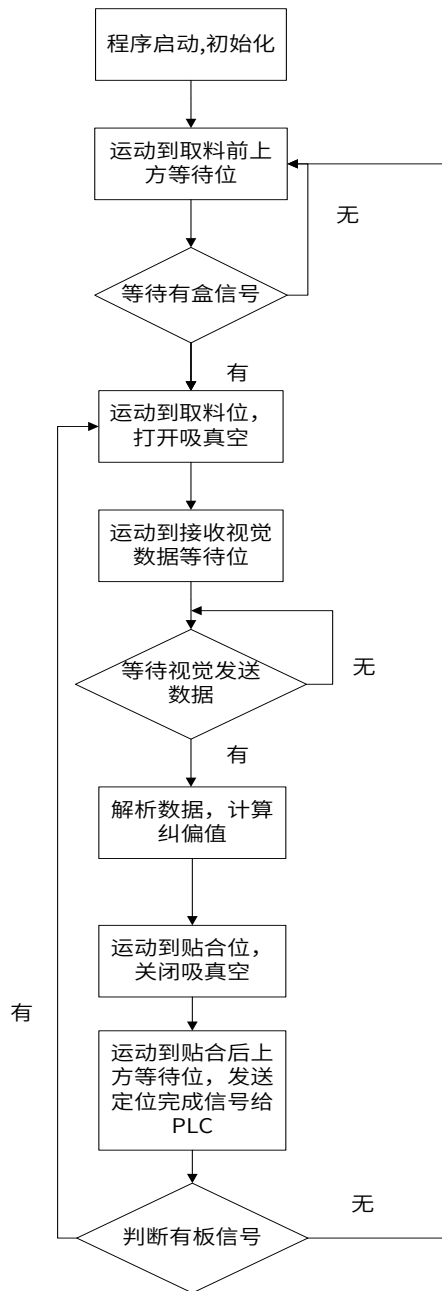 程序启动,初始化
运动到取料前上
方等待位
无
等待有盒信号
有
运动到取料位，
打开吸真空
运动到接收视觉
数据等待位
等待视觉发送
数据
无
有
解析数据，计算
纠偏值
运动到贴合位，
关闭吸真空
有
运动到贴合后上
方等待位，发送
定位完成信号给
PLC
无
判断有板信号